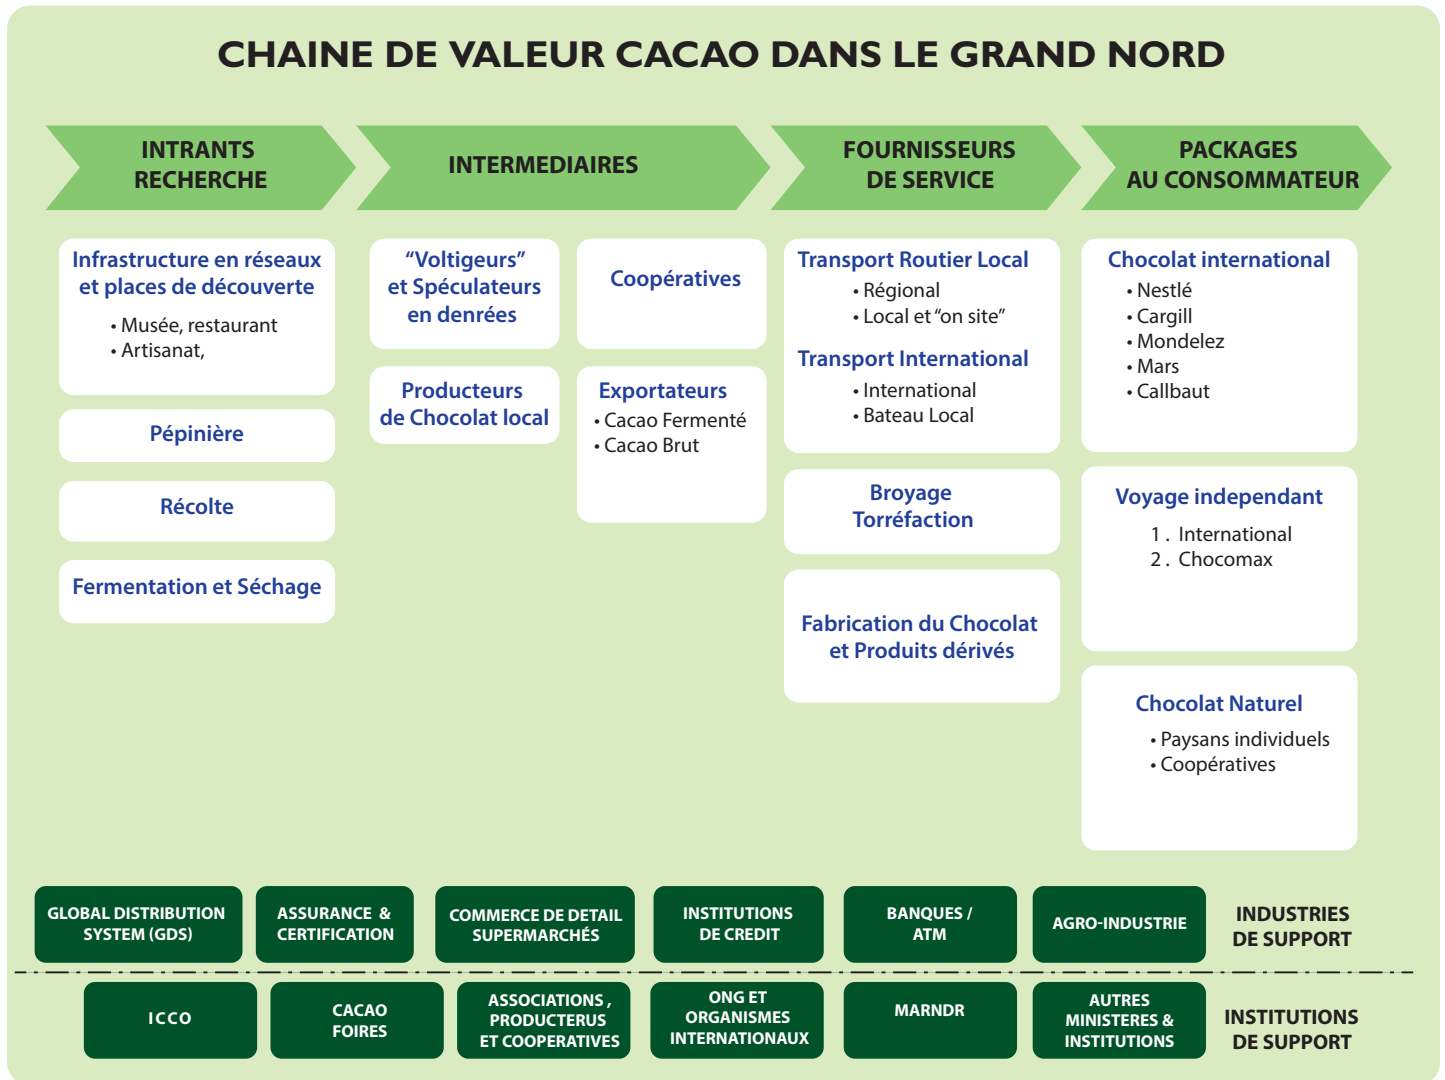 CHAINE DE VALEUR CACAO DANS LE GRAND NORD
INTRANTS
RECHERCHE
INTERMEDIAIRES
FOURNISSEURS
DE SERVICE
PACKAGES
AU CONSOMMATEUR
Infrastructure en réseaux
et places de découverte
• Musée, restaurant
• Artisanat,
Pépinière
Récolte
Fermentation et Séchage
“Voltigeurs”
et Spéculateurs
en denrées
Producteurs
de Chocolat local
Coopératives
Exportateurs
• Cacao Fermenté
• Cacao Brut
Transport Routier Local
• Régional
• Local et “on site”
Transport International
• International
• Bateau Local
Broyage
Torréfaction
Fabrication du Chocolat
et Produits dérivés
Chocolat international
• Nestlé
• Cargill
• Mondelez
• Mars
• Callbaut
Voyage independant
1 . International
2 . Chocomax
Chocolat Naturel
• Paysans individuels
• Coopératives
GLOBAL DISTRIBUTION
SYSTEM (GDS)
ASSURANCE &
CERTIFICATION
COMMERCE DE DETAIL
SUPERMARCHÉS
INSTITUTIONS
DE CREDIT
BANQUES /
ATM
AGRO-INDUSTRIE
INDUSTRIES
DE SUPPORT
ICCO
CACAO
FOIRES
ASSOCIATIONS ,
PRODUCTERUS
ET COOPERATIVES
ONG ET
ORGANISMES
INTERNATIONAUX
MARNDR
AUTRES
MINISTERES &
INSTITUTIONS
INSTITUTIONS
DE SUPPORT